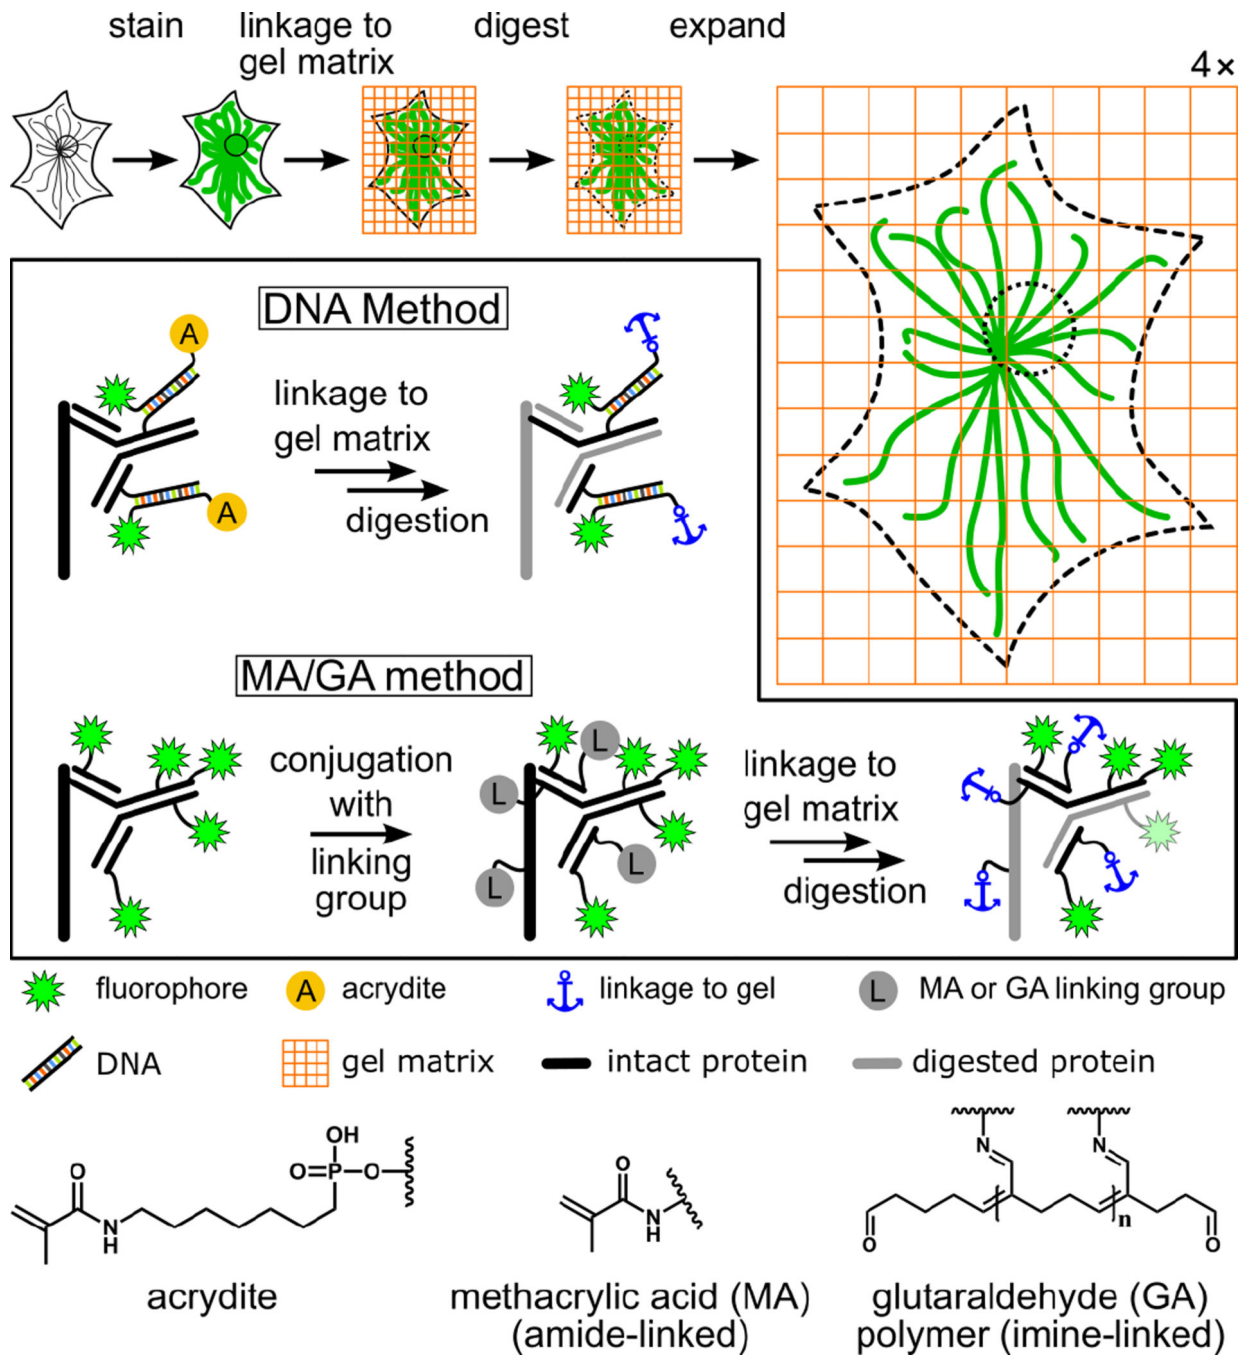 stain
linkage to
gel matrix
digest
expand
4×
DNA Method
A
linkage to
gel matrix
digestion
A
MA/GA method
conjugation
with
linking
group
L
L
L
L
linkage to
gel matrix
digestion
fluorophore
A acrydite
linkage to gel
L MA or GA linking group
DNA
gel matrix
intact protein
digested protein
O
N
H
OH
O=P-O
acrydite
O
N
H
methacrylic acid (MA)
(amide-linked)
N
N
n
O
O
glutaraldehyde (GA)
polymer (imine-linked)